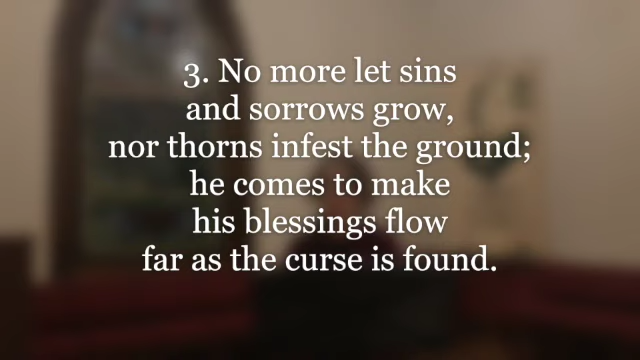 3. No more let sins
and sorrows grow,
nor thorns infest the ground;
he comes to make
his blessings flow
far as the curse is found.